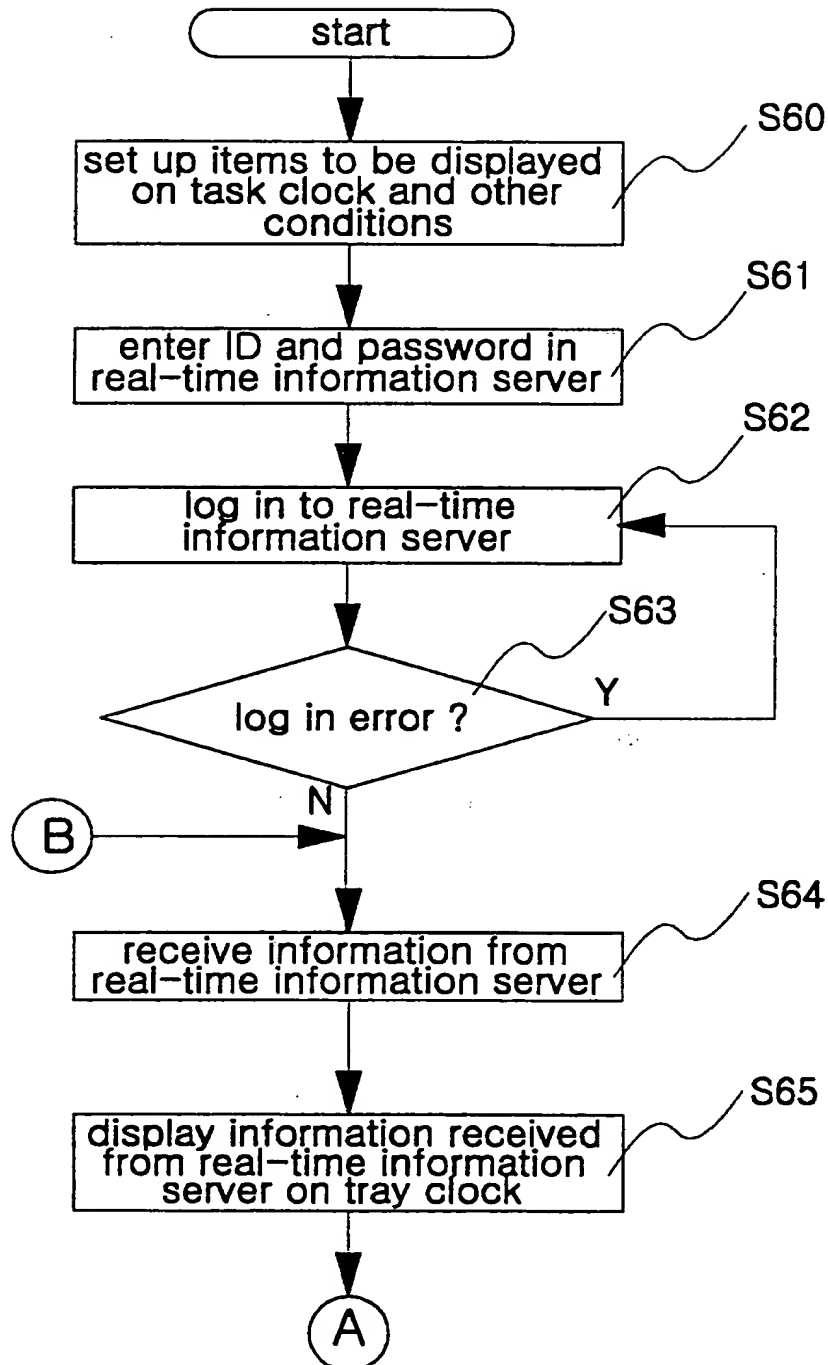 start
S60
set up items to be displayed
on task clock and other
conditions
S61
enter ID and password in
real-time information server
S62
log in to real-time
information server
S63
log in error ?
Y
N
B
S64
receive information from
real-time information server
S65
display information received
from real-time information
server on tray clock
A